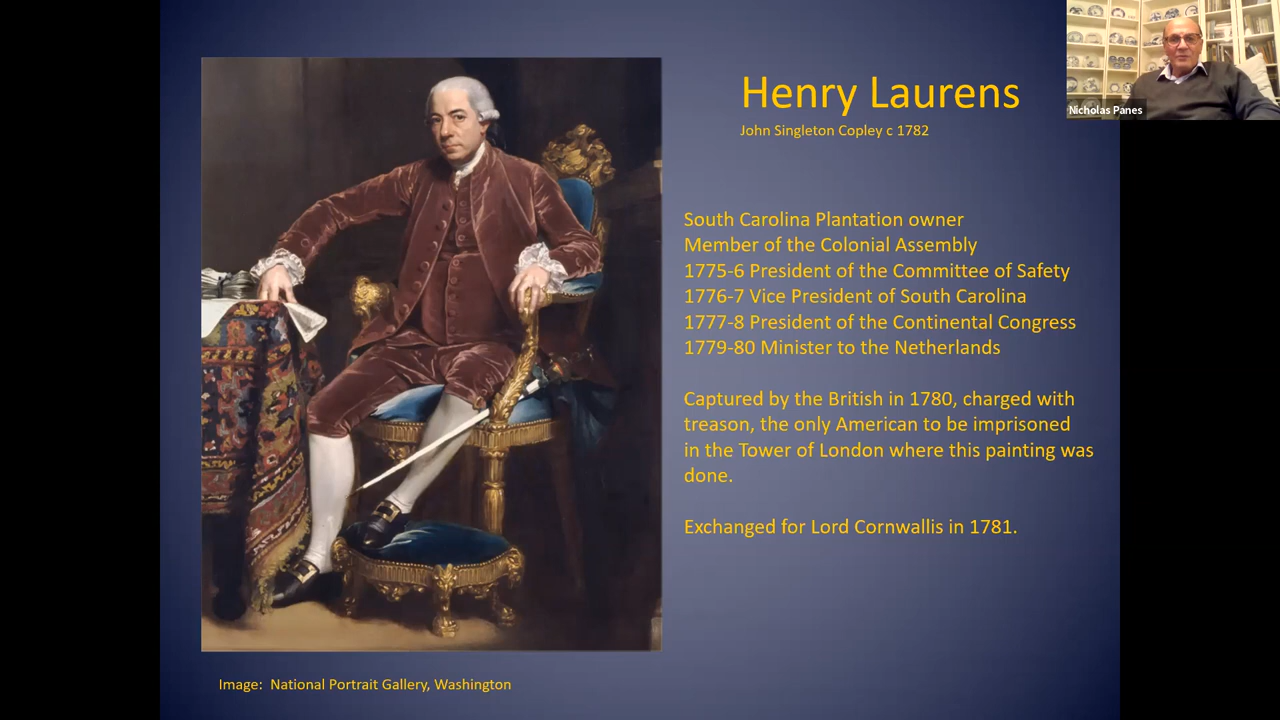 Henry Laurens
John Singleton Copley c 1782
Nicholas Panes
South Carolina Plantation owner
Member of the Colonial Assembly
1775-6 President of the Committee of Safety
1776-7 Vice President of South Carolina
1777-8 President of the Continental Congress
1779-80 Minister to the Netherlands
Captured by the British in 1780, charged with
treason, the only American to be imprisoned
in the Tower of London where this painting was
done.
Exchanged for Lord Cornwallis in 1781.
Image:  National Portrait Gallery, Washington